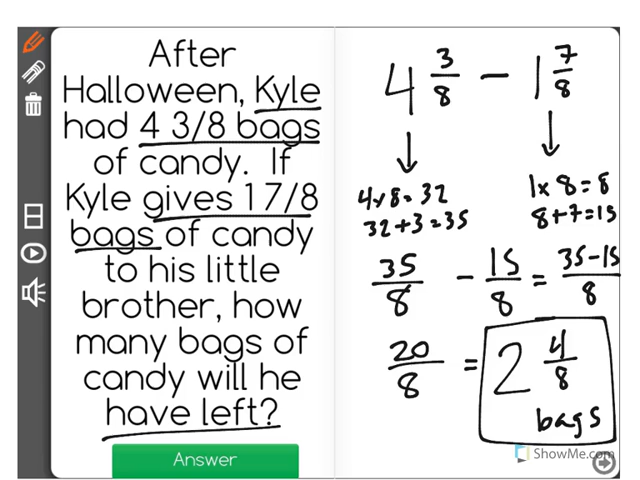 After
Halloween, Kyle
had 4 3/8 bags
of candy. If
Kyle gives 1 7/8
bags of candy
to his little
brother, how
many bags of
candy will he
have left?
Answer
4 3/8 − 1 7/8
4 x 8 = 32
32 + 3 = 35
1 x 8 = 8
8 + 7 = 15
35/8 − 15/8 = 35 − 15/8
20/8 = 2 4/8
bags
ShowMe.com